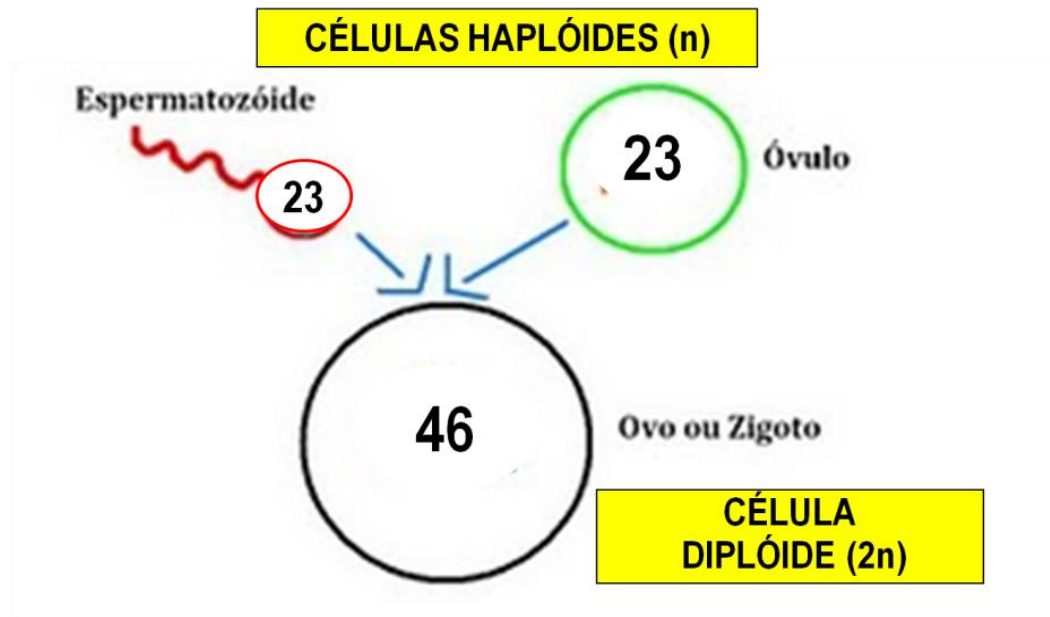 CÉLULAS HAPLÓIDES (n)
Espermatozóide
23
23
Óvulo
46
Ovo ou Zigoto
CÉLULA
DIPLÓIDE (2n)